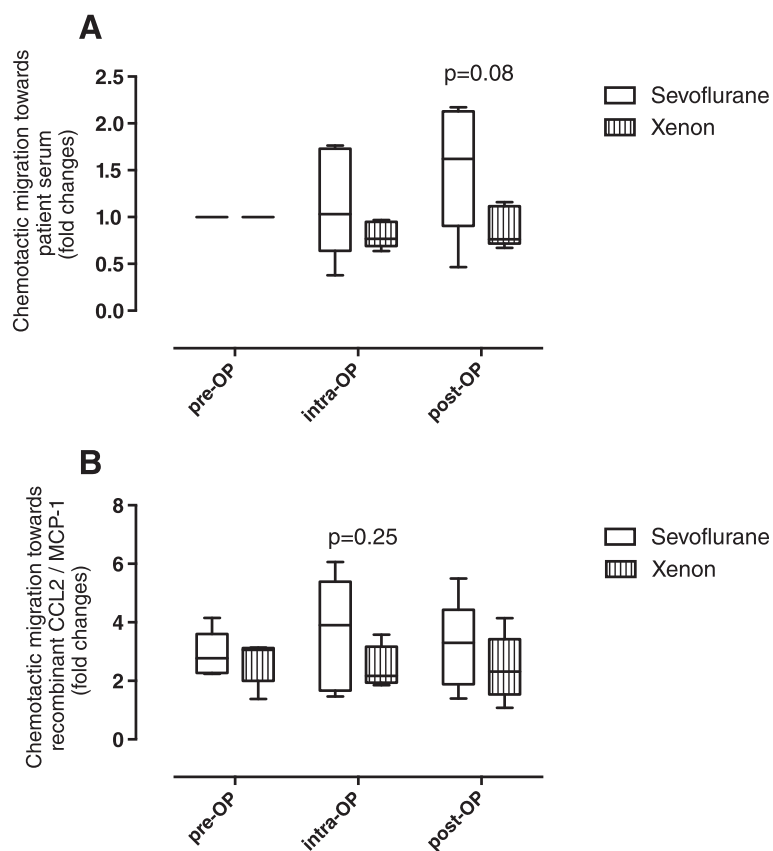 A
Chemotactic migration towards
patient serum
(fold changes)
2.5
2.0
1.5
1.0
0.5
0.0
p=0.08
Sevoflurane
Xenon
pre-OP
intra-OP
post-OP
B
Chemotactic migration towards
recombinant CCL2 / MCP-1
(fold changes)
8
6
4
2
0
p=0.25
Sevoflurane
Xenon
pre-OP
intra-OP
post-OP